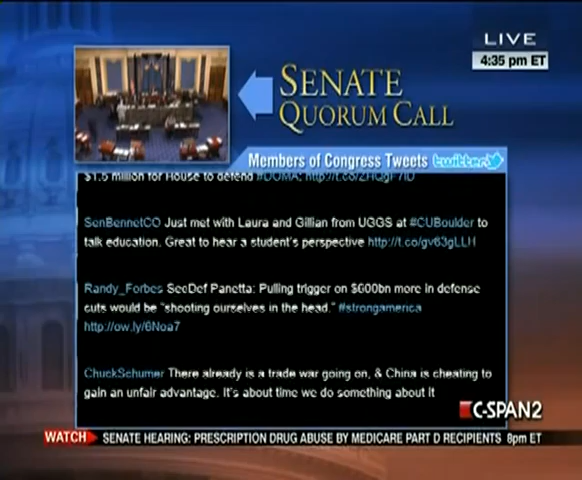 LIVE
4:35 pm ET
SENATE
QUORUM CALL
Members of Congress Tweets twitter
$1.5 million for House to defend #DOMA: http://t.co/ZHQgF7ID
SenBennetCO Just met with Laura and Gillian from UGGS at #CUBoulder to
talk education. Great to hear a student's perspective http://t.co/gv63gLLH
Randy_Forbes SecDef Panetta: Pulling trigger on $600bn more in defense
cuts would be "shooting ourselves in the head." #strongamerica
http://ow.ly/6Noa7
ChuckSchumer There already is a trade war going on, & China is cheating to
gain an unfair advantage. It's about time we do something about it
C-SPAN2
WATCH SENATE HEARING: PRESCRIPTION DRUG ABUSE BY MEDICARE PART D RECIPIENTS 8pm ET